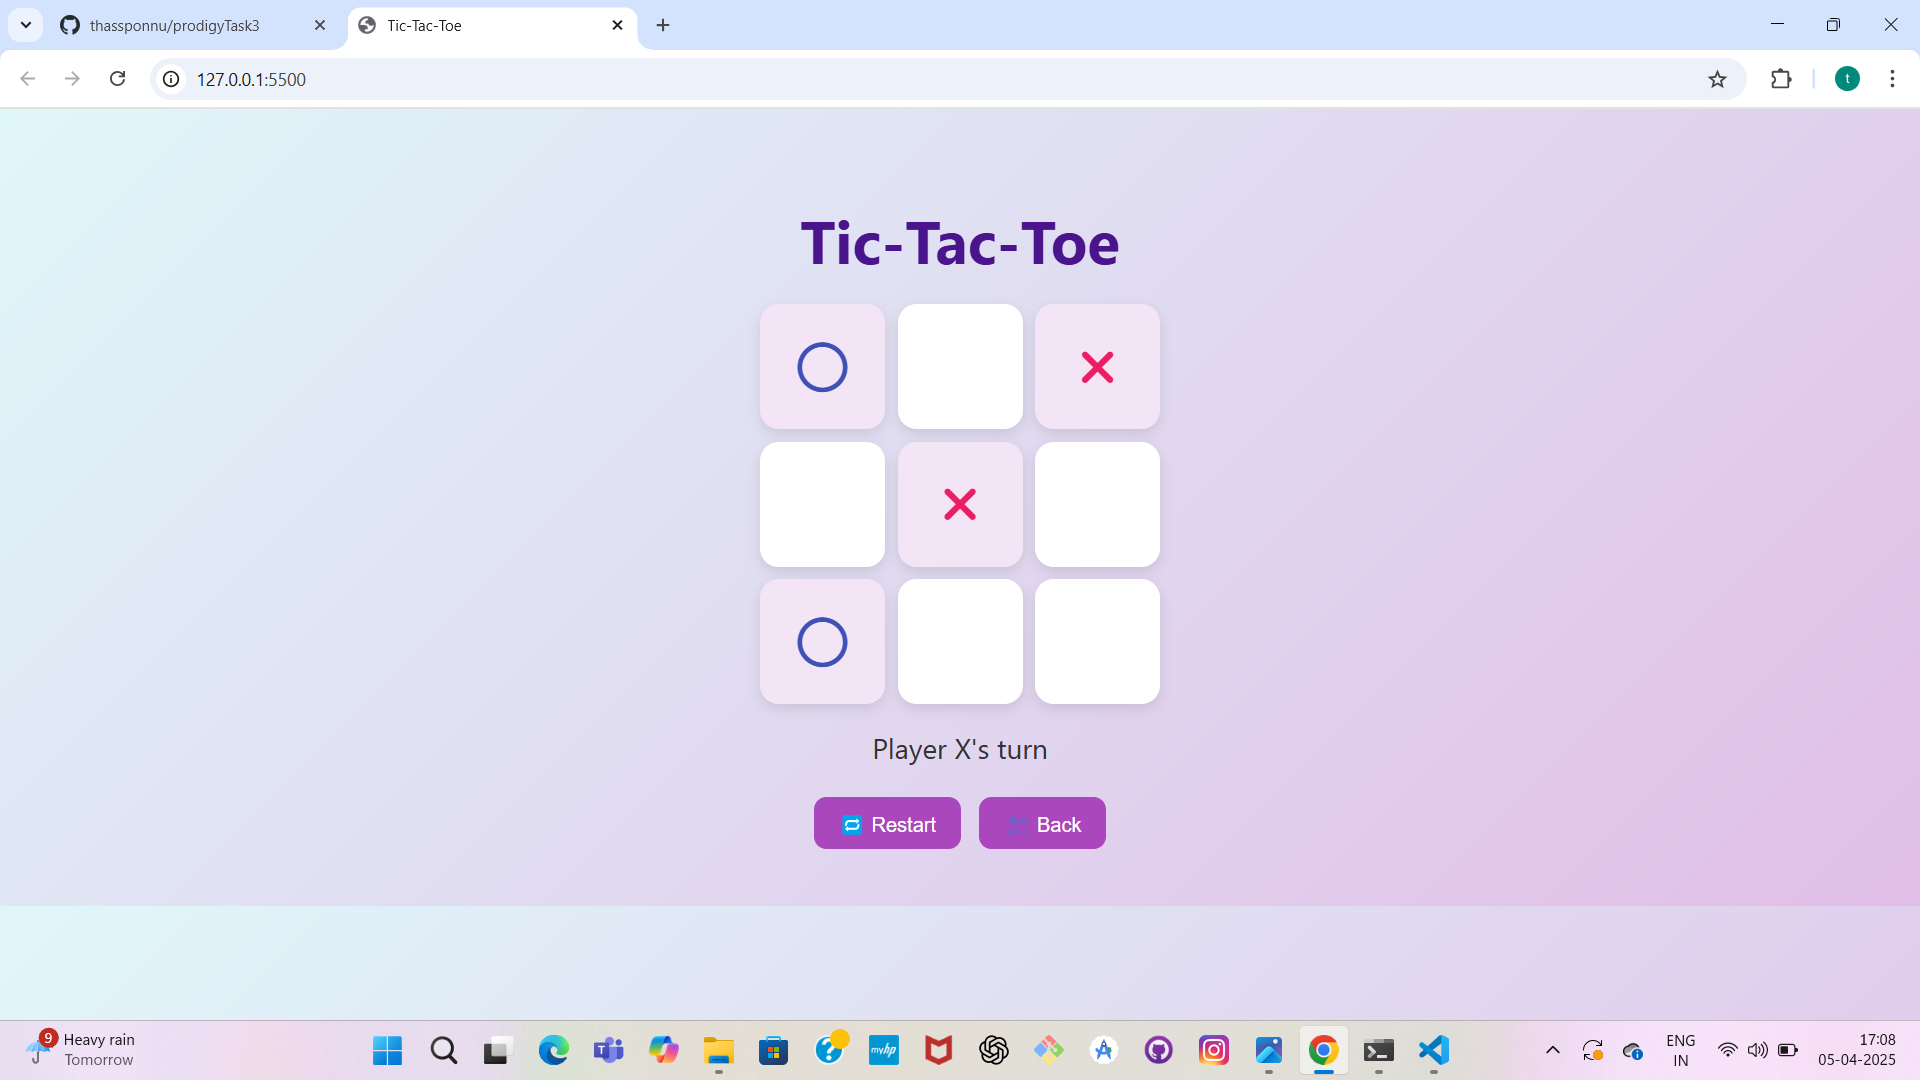 thassponnu/prodigyTask3
Tic-Tac-Toe
127.0.0.1:5500
t
Tic-Tac-Toe
Player X's turn
Restart
Back
9
Heavy rain
Tomorrow
myhp
ENG
IN
17:08
05-04-2025